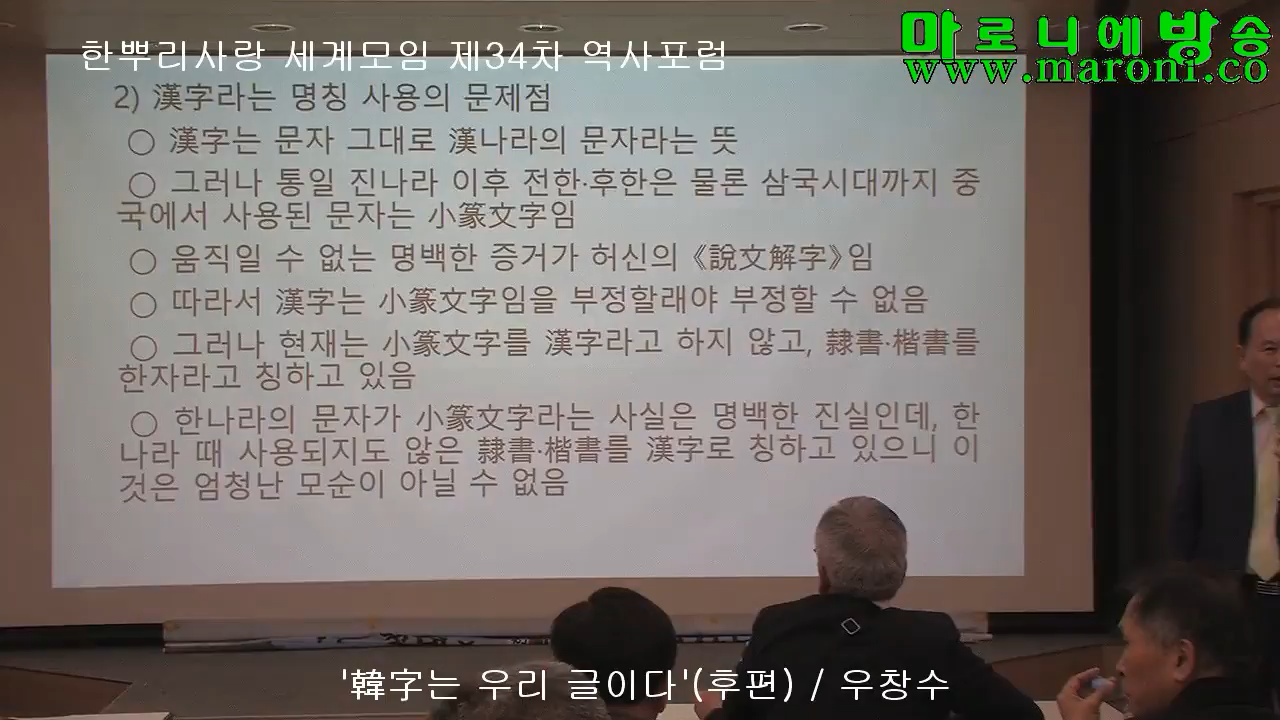 마로니에방송
www.maroni.co
한뿌리사랑 세계모임 제34차 역사포럼
2) 漢字라는 명칭 사용의 문제점
○ 漢字는 문자 그대로 漢나라의 문자라는 뜻
○ 그러나 통일 진나라 이후 전한·후한은 물론 삼국시대까지 중
국에서 사용된 문자는 小篆文字임
○ 움직일 수 없는 명백한 증거가 허신의 《說文解字》임
○ 따라서 漢字는 小篆文字임을 부정할래야 부정할 수 없음
○ 그러나 현재는 小篆文字를 漢字라고 하지 않고, 隸書·楷書를
한자라고 칭하고 있음
○ 한나라의 문자가 小篆文字라는 사실은 명백한 진실인데, 한
나라 때 사용되지도 않은 隸書·楷書를 漢字로 칭하고 있으니 이
것은 엄청난 모순이 아닐 수 없음
'韓字는 우리 글이다'(후편) / 우창수